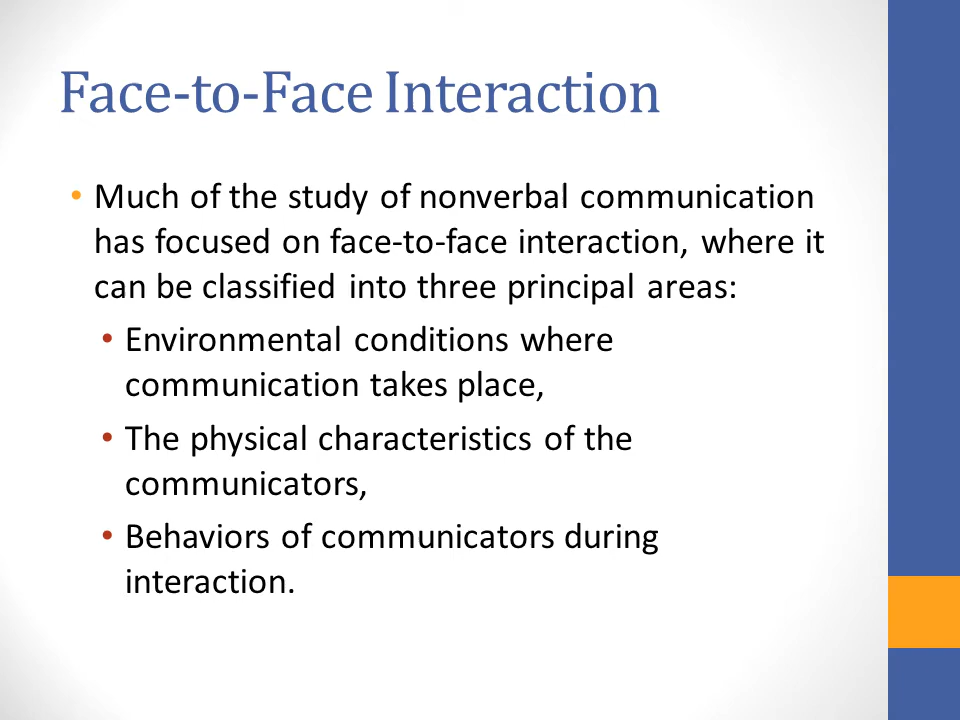 Face-to-Face Interaction
• Much of the study of nonverbal communication
has focused on face-to-face interaction, where it
can be classified into three principal areas:
• Environmental conditions where
communication takes place,
• The physical characteristics of the
communicators,
• Behaviors of communicators during
interaction.